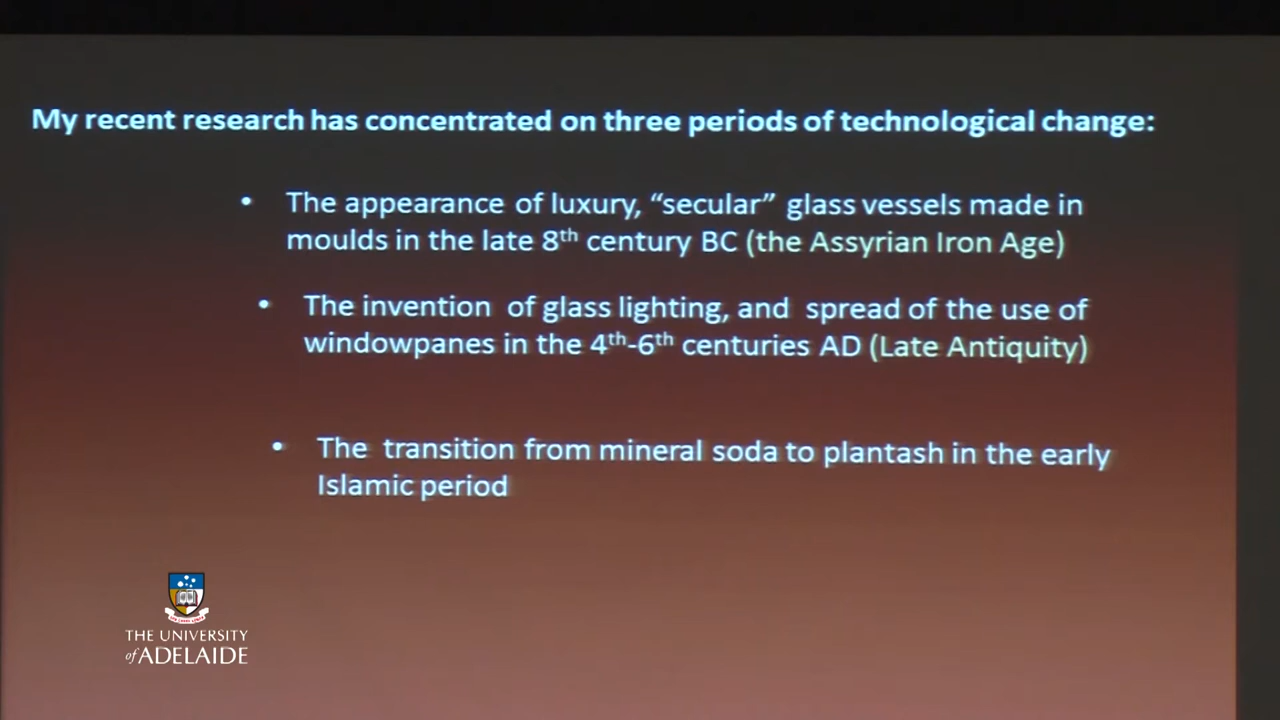 My recent research has concentrated on three periods of technological change:
• The appearance of luxury, “secular” glass vessels made in
moulds in the late 8th century BC (the Assyrian Iron Age)
• The invention of glass lighting, and spread of the use of
windowpanes in the 4th-6th centuries AD (Late Antiquity)
• The transition from mineral soda to plantash in the early
Islamic period
THE UNIVERSITY
of ADELAIDE